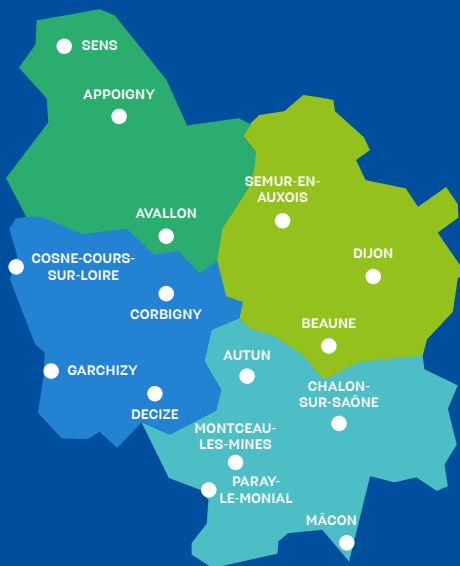 SENS
APPOIGNY
SEMUR-EN-
AUXOIS
AVALLON
DIJON
COSNE-COURS-
SUR-LOIRE
CORBIGNY
BEAUNE
AUTUN
GARCHIZY
CHALON-
SUR-SAÔNE
DECIZE
MONTCEAU-
LES-MINES
PARAY-
LE-MONIAL
MÂCON